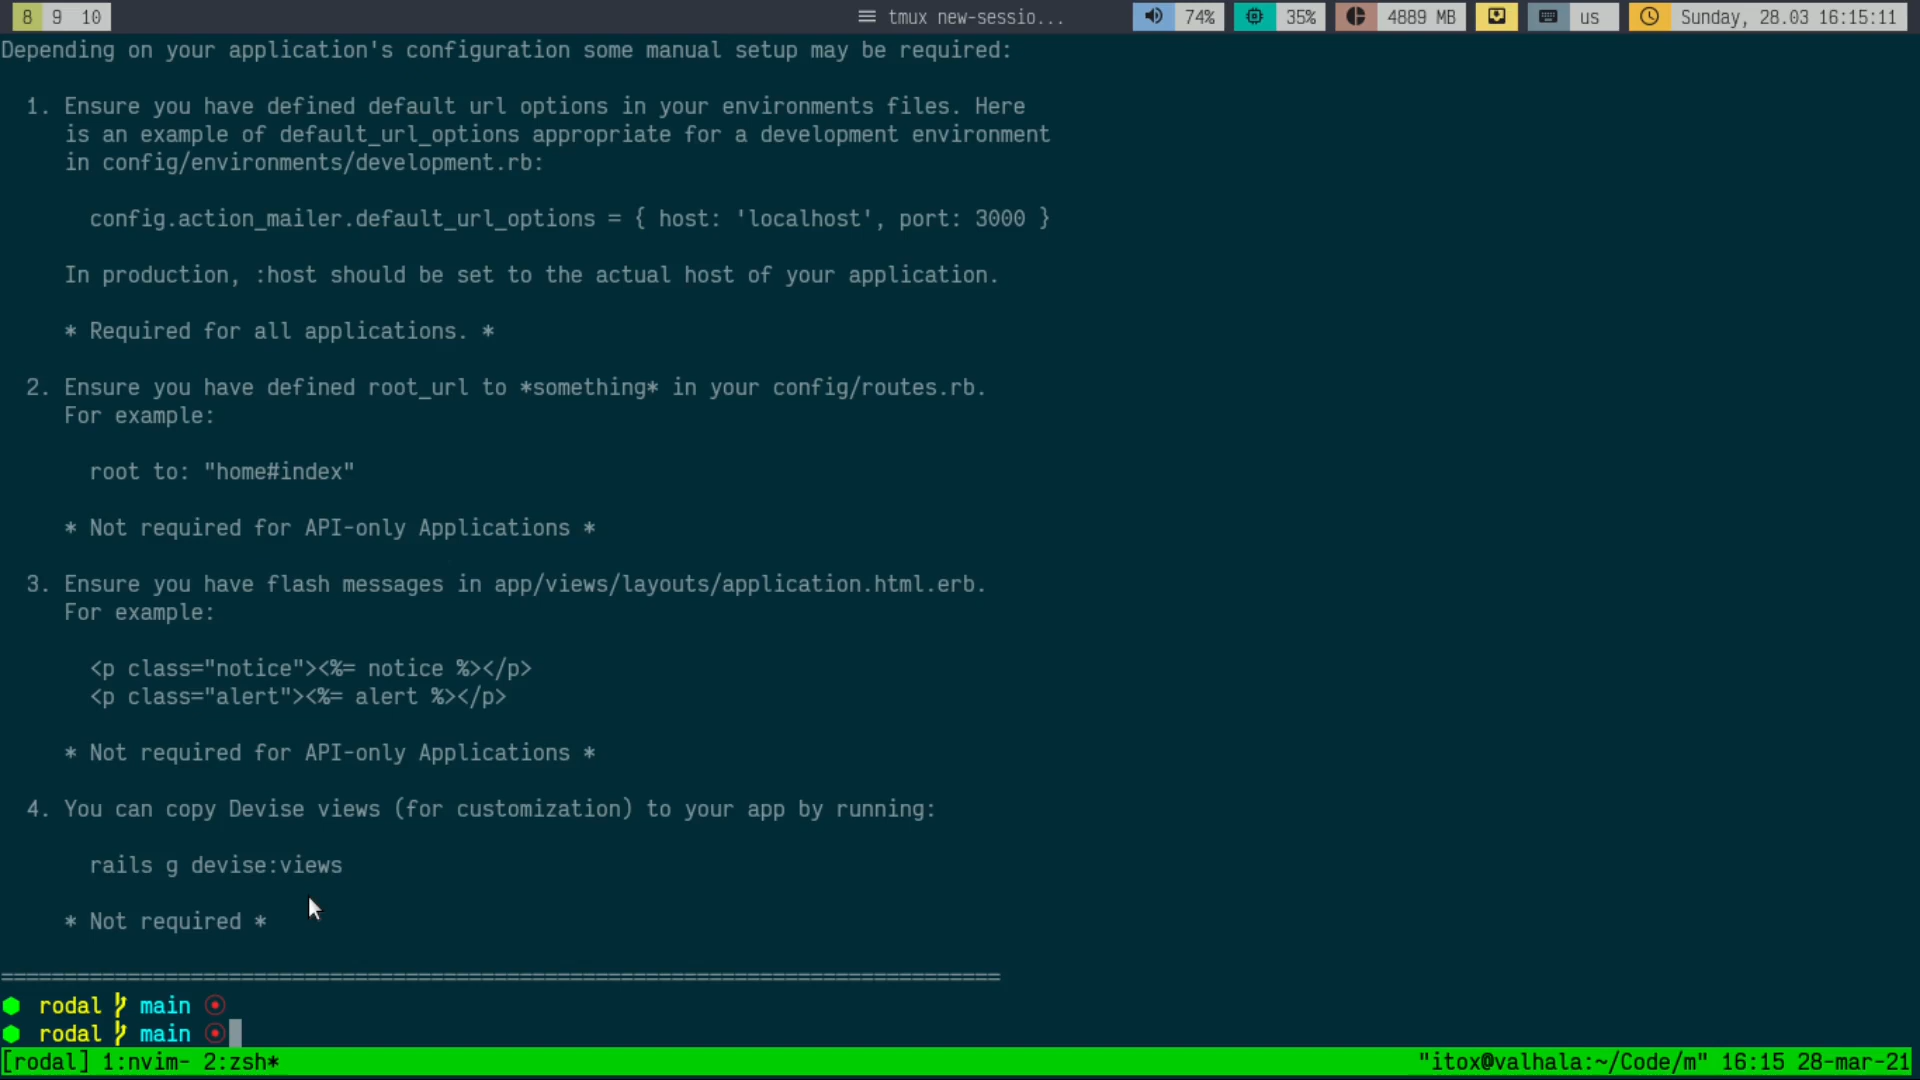 8 9 10 tmux new-sessio... 74% 35% 4889 MB us Sunday, 28.03 16:15:11
Depending on your application's configuration some manual setup may be required:
1. Ensure you have defined default url options in your environments files. Here
is an example of default_url_options appropriate for a development environment
in config/environments/development.rb:
config.action_mailer.default_url_options = { host: 'localhost', port: 3000 }
In production, :host should be set to the actual host of your application.
* Required for all applications. *
2. Ensure you have defined root_url to *something* in your config/routes.rb.
For example:
root to: "home#index"
* Not required for API-only Applications *
3. Ensure you have flash messages in app/views/layouts/application.html.erb.
For example:
<p class="notice"><%= notice %></p>
<p class="alert"><%= alert %></p>
* Not required for API-only Applications *
4. You can copy Devise views (for customization) to your app by running:
rails g devise:views
* Not required *
===============================================================================
rodal main
rodal main
[rodal] 1:nvim- 2:zsh* "itox@valhala:~/Code/m" 16:15 28-mar-21